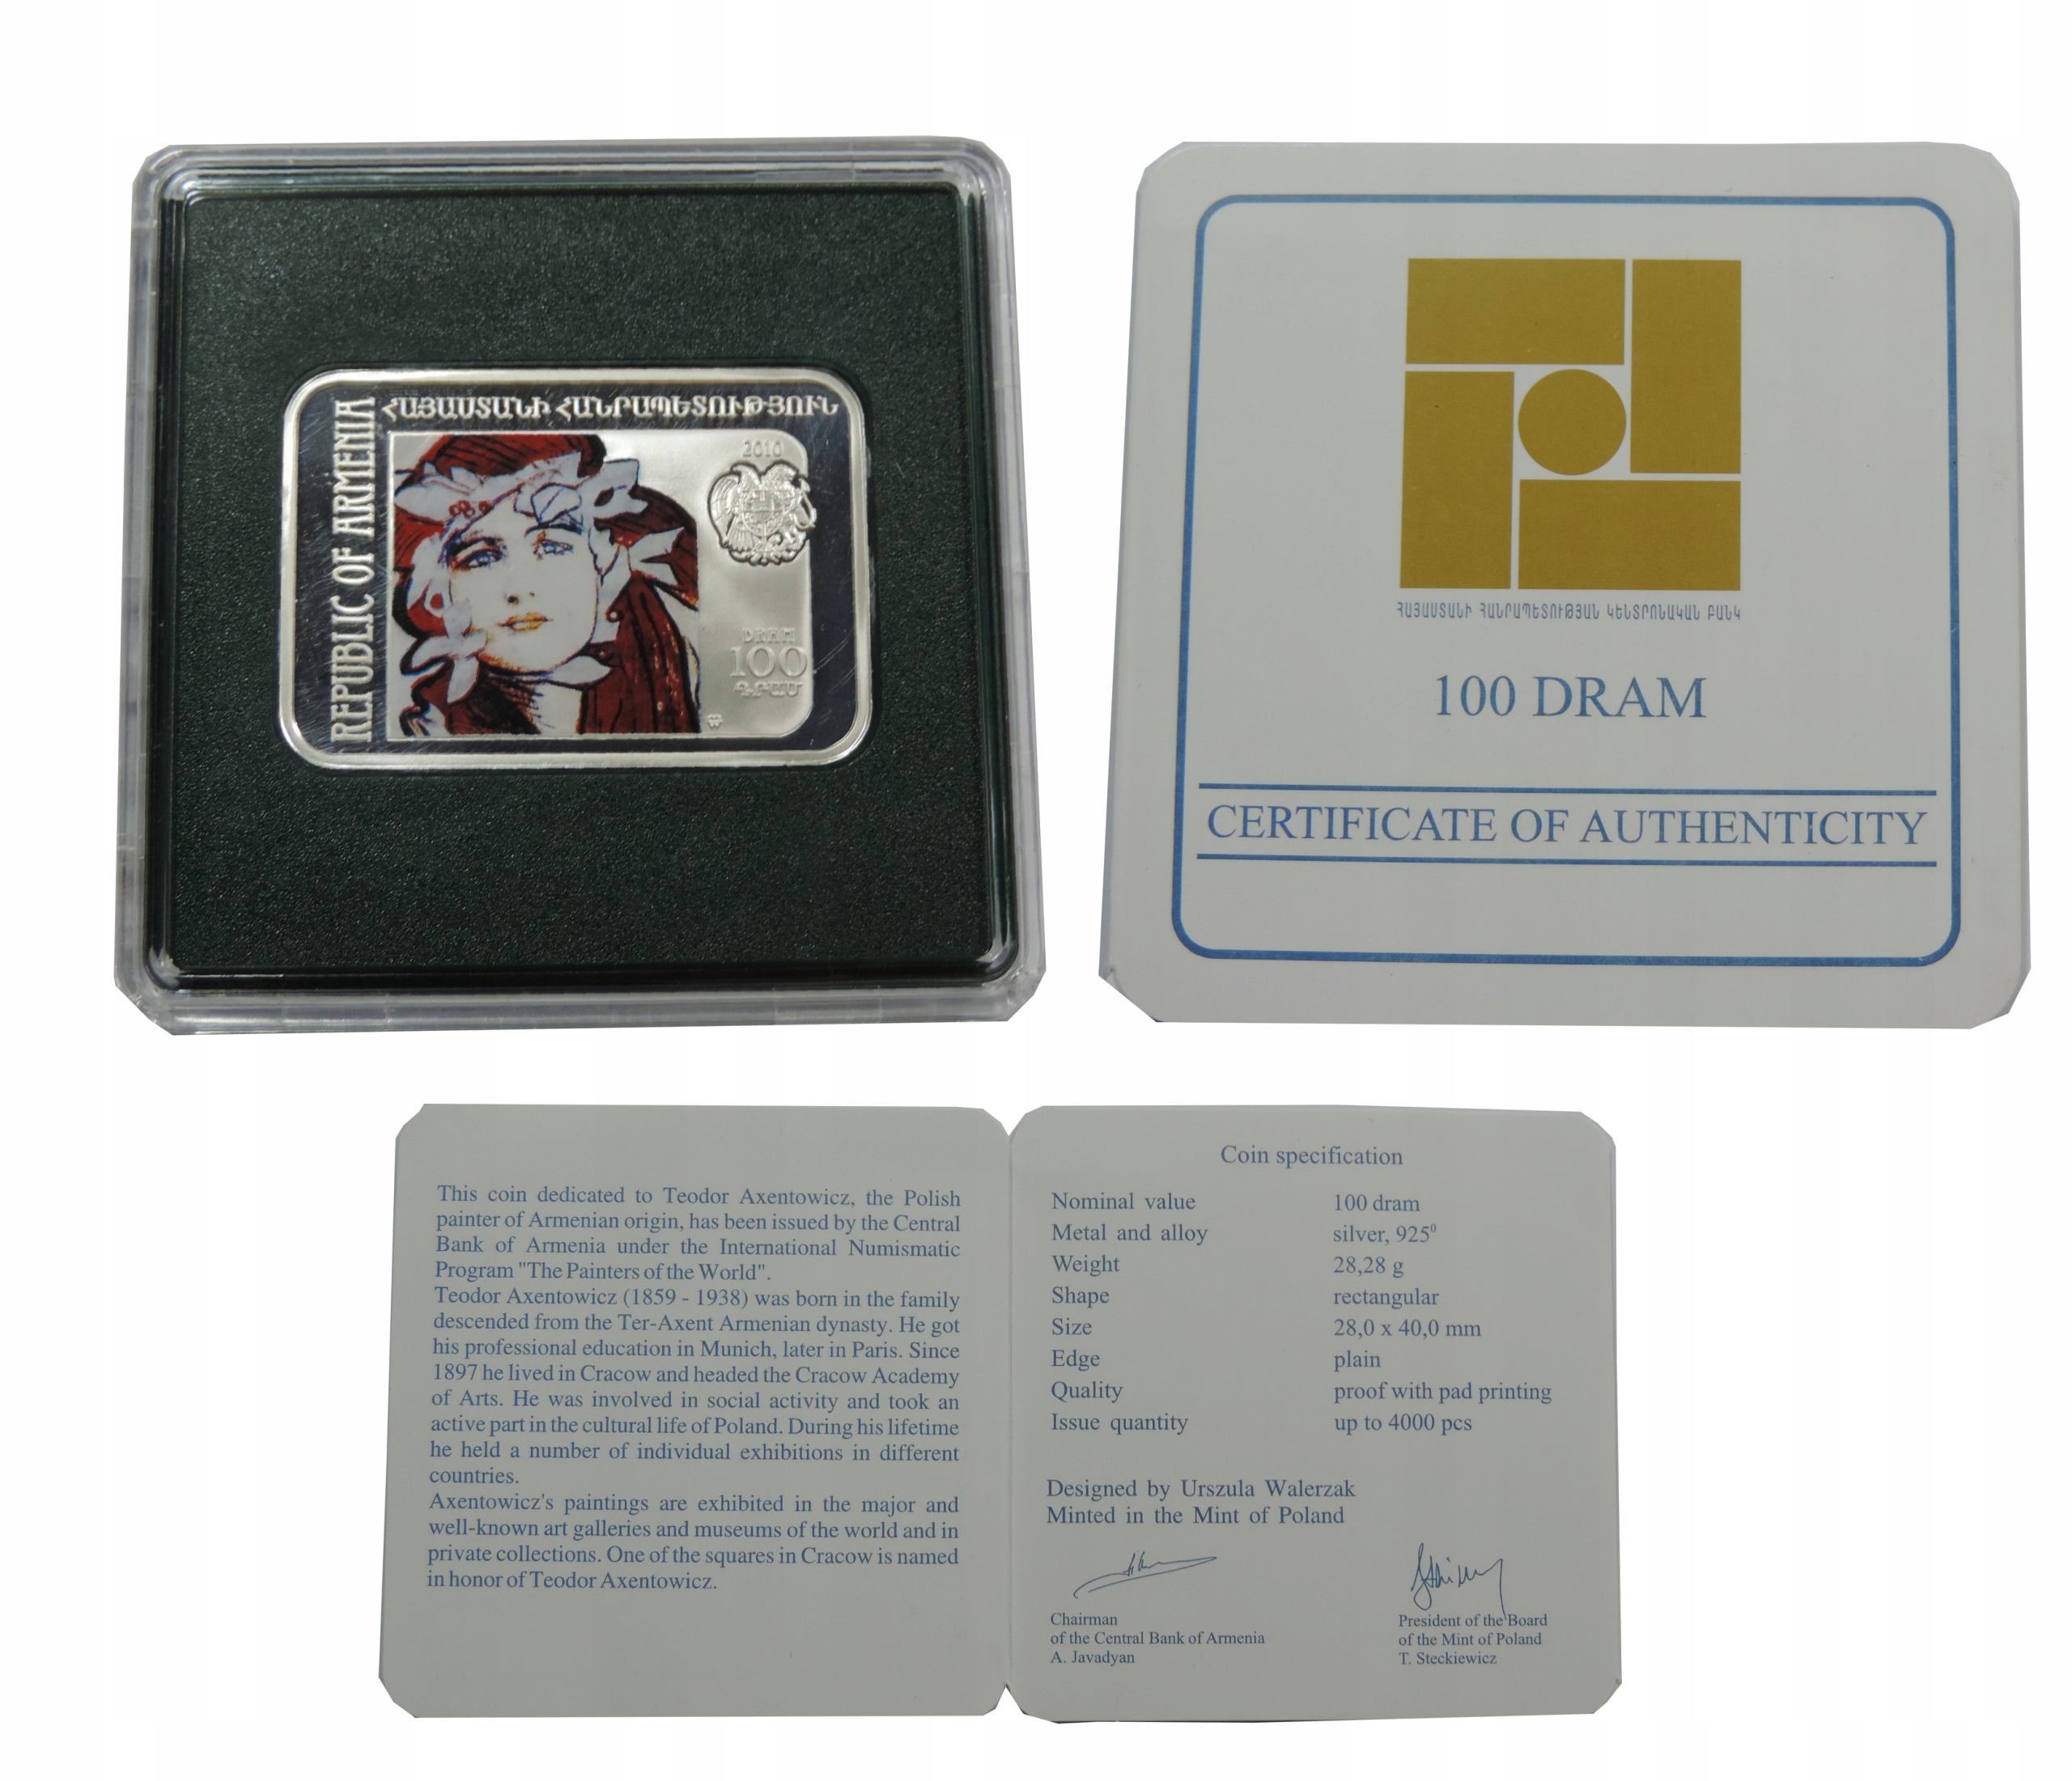 REPUBLIC OF ARMENIA
ՀԱՅԱՍՏԱՆԻ ՀԱՆՐԱՊԵՏՈՒԹՅՈՒՆ
2010
DRAM
100
ԴՐԱՄ
ՀԱՅԱՍՏԱՆԻ ՀԱՆՐԱՊԵՏՈՒԹՅԱՆ ԿԵՆՏՐՈՆԱԿԱՆ ԲԱՆԿ
100 DRAM
CERTIFICATE OF AUTHENTICITY
This coin dedicated to Teodor Axentowicz, the Polish
painter of Armenian origin, has been issued by the Central
Bank of Armenia under the International Numismatic
Program "The Painters of the World".
Teodor Axentowicz (1859 - 1938) was born in the family
descended from the Ter-Axent Armenian dynasty. He got
his professional education in Munich, later in Paris. Since
1897 he lived in Cracow and headed the Cracow Academy
of Arts. He was involved in social activity and took an
active part in the cultural life of Poland. During his lifetime
he held a number of individual exhibitions in different
countries.
Axentowicz's paintings are exhibited in the major and
well-known art galleries and museums of the world and in
private collections. One of the squares in Cracow is named
in honor of Teodor Axentowicz.
Coin specification
Nominal value 100 dram
Metal and alloy silver, 925⁰
Weight 28,28 g
Shape rectangular
Size 28,0 x 40,0 mm
Edge plain
Quality proof with pad printing
Issue quantity up to 4000 pcs
Designed by Urszula Walerzak
Minted in the Mint of Poland
Chairman
of the Central Bank of Armenia
A. Javadyan
President of the Board
of the Mint of Poland
T. Steckiewicz